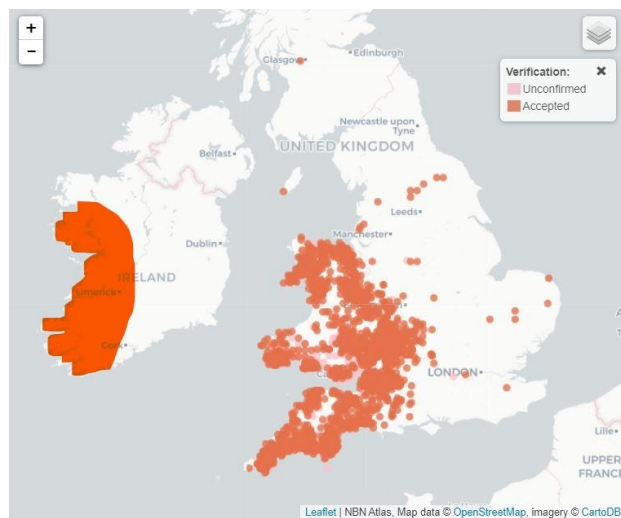 +
−
Verification: ✖
Unconfirmed
Accepted
Glasgow
Edinburgh
Newcastle upon
Tyne
UNITED KINGDOM
Belfast
Leeds
Dublin
Manchester
IRELAND
Limerick
Cork
LONDON
Lille
UPPER
FRANC
Leaflet | NBN Atlas, Map data © OpenStreetMap, imagery © CartoDB